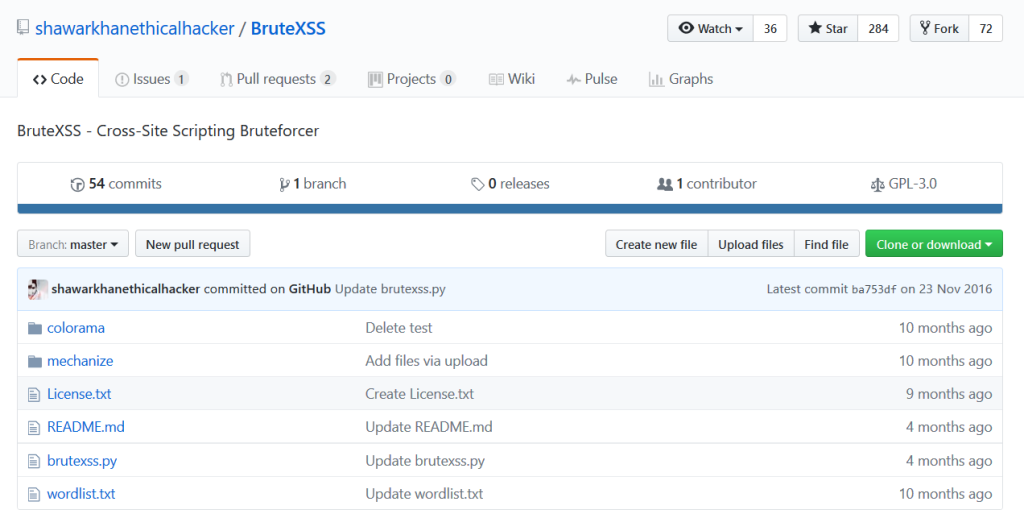 shawarkhanethicalhacker / BruteXSS Watch 36 Star 284 Fork 72
Code Issues 1 Pull requests 2 Projects 0 Wiki Pulse Graphs
BruteXSS - Cross-Site Scripting Bruteforcer
54 commits 1 branch 0 releases 1 contributor GPL-3.0
Branch: master New pull request Create new file Upload files Find file Clone or download
shawarkhanethicalhacker committed on GitHub Update brutexss.py Latest commit ba753df on 23 Nov 2016
colorama Delete test 10 months ago
mechanize Add files via upload 10 months ago
License.txt Create License.txt 9 months ago
README.md Update README.md 4 months ago
brutexss.py Update brutexss.py 4 months ago
wordlist.txt Update wordlist.txt 10 months ago